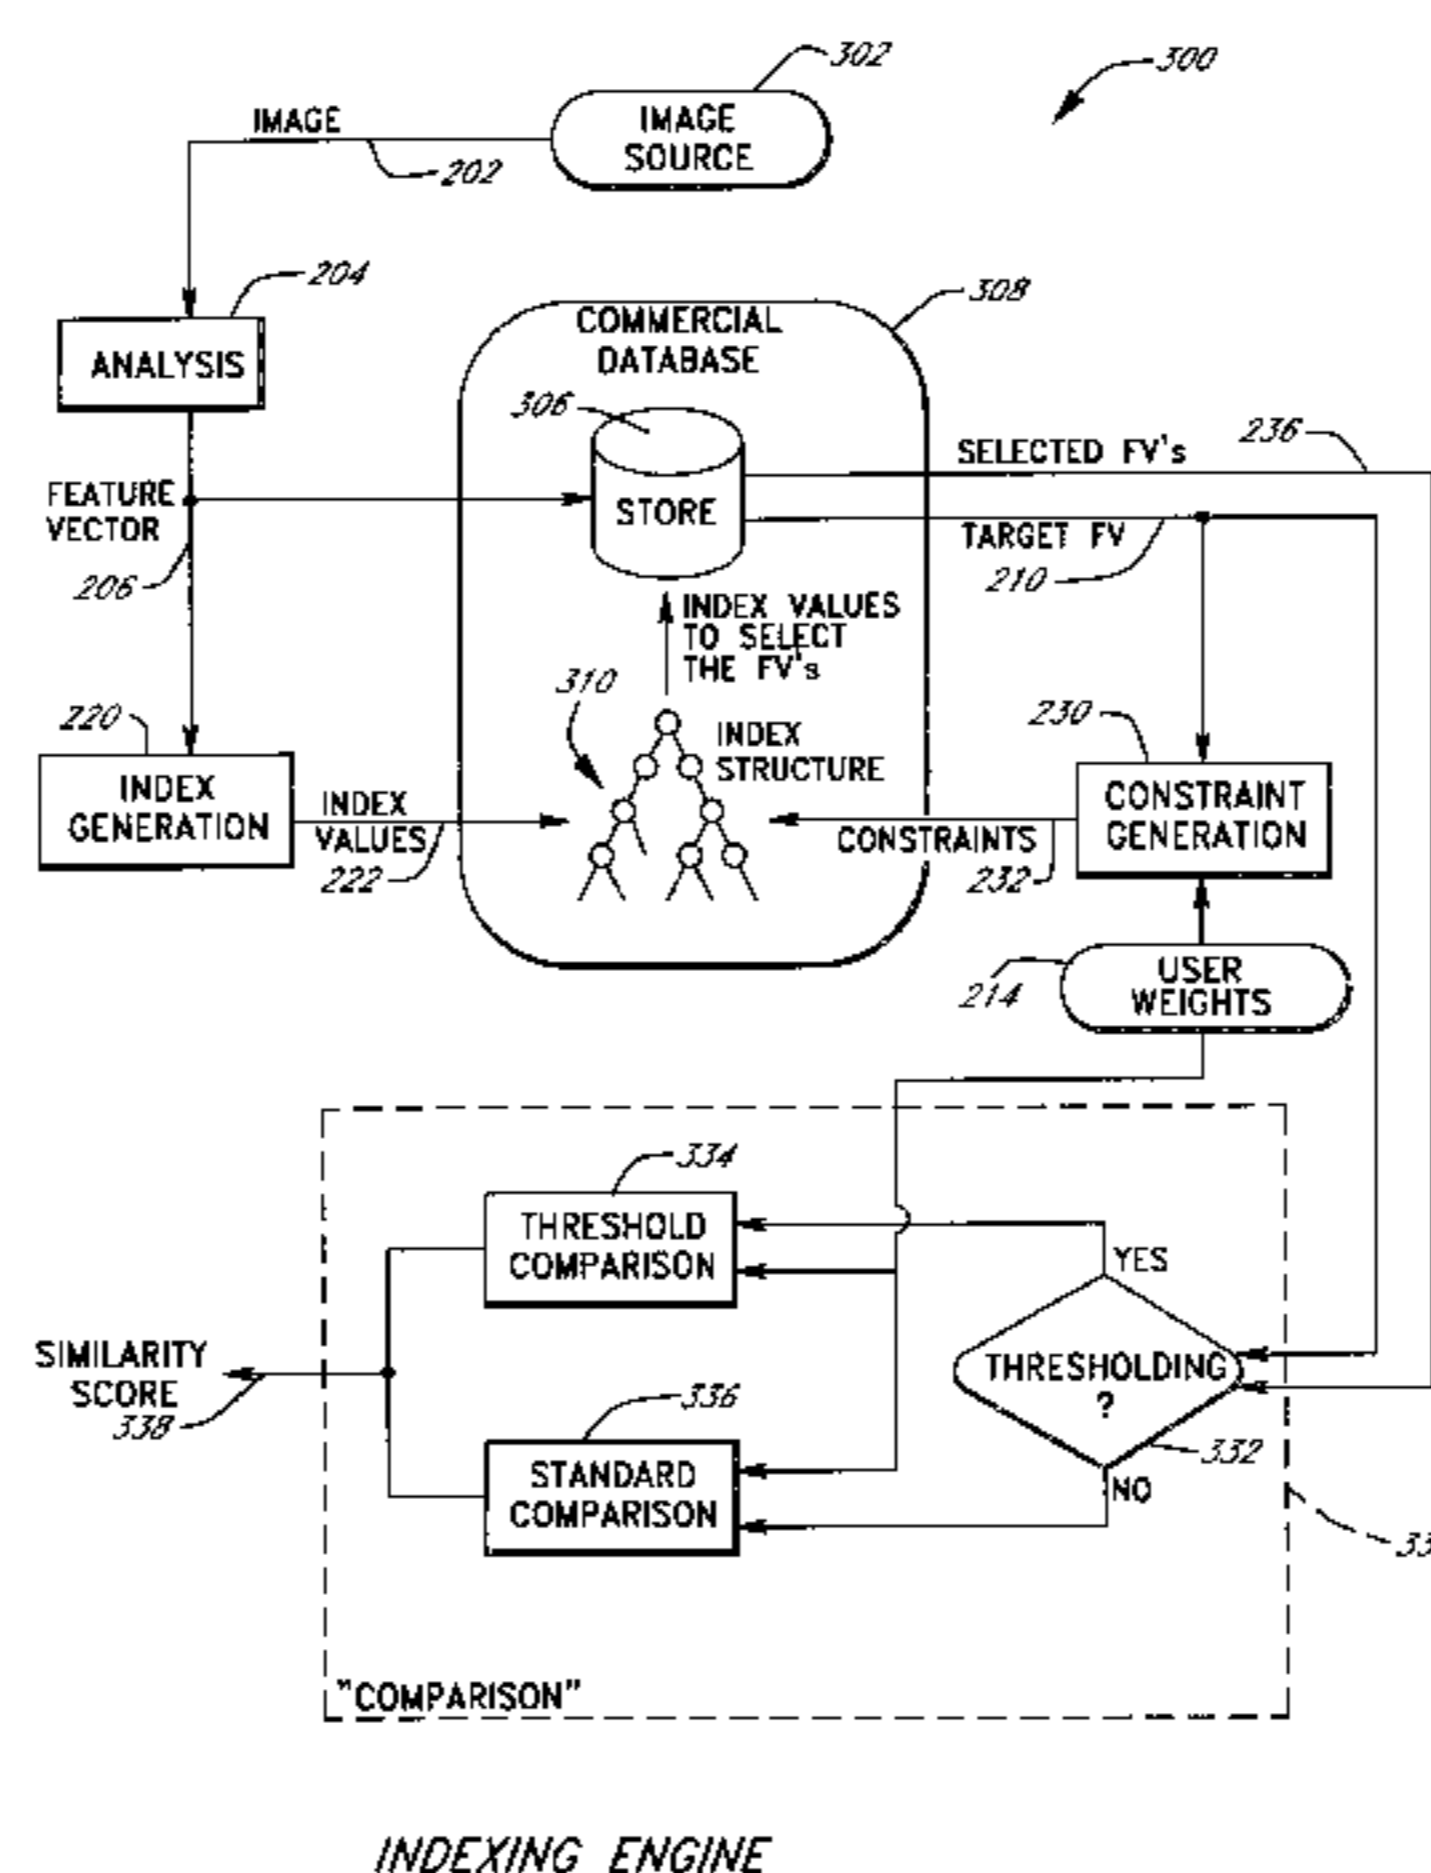 302
300
IMAGE
IMAGE
SOURCE
202
204
308
ANALYSIS
COMMERCIAL
DATABASE
306
236
SELECTED FV's
FEATURE
VECTOR
STORE
TARGET FV
206
210
INDEX VALUES
TO SELECT
THE FV's
310
220
230
INDEX
STRUCTURE
INDEX
GENERATION
INDEX
VALUES
222
CONSTRAINTS
232
CONSTRAINT
GENERATION
214
USER
WEIGHTS
334
THRESHOLD
COMPARISON
YES
SIMILARITY
SCORE
338
THRESHOLDING
?
336
332
STANDARD
COMPARISON
NO
"COMPARISON"
INDEXING ENGINE